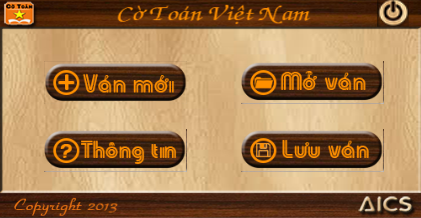 CỜ TOÁN
Cờ Toán Việt Nam
Ván mới
Mở ván
Thông tin
Lưu ván
Copyright 2013
AICS